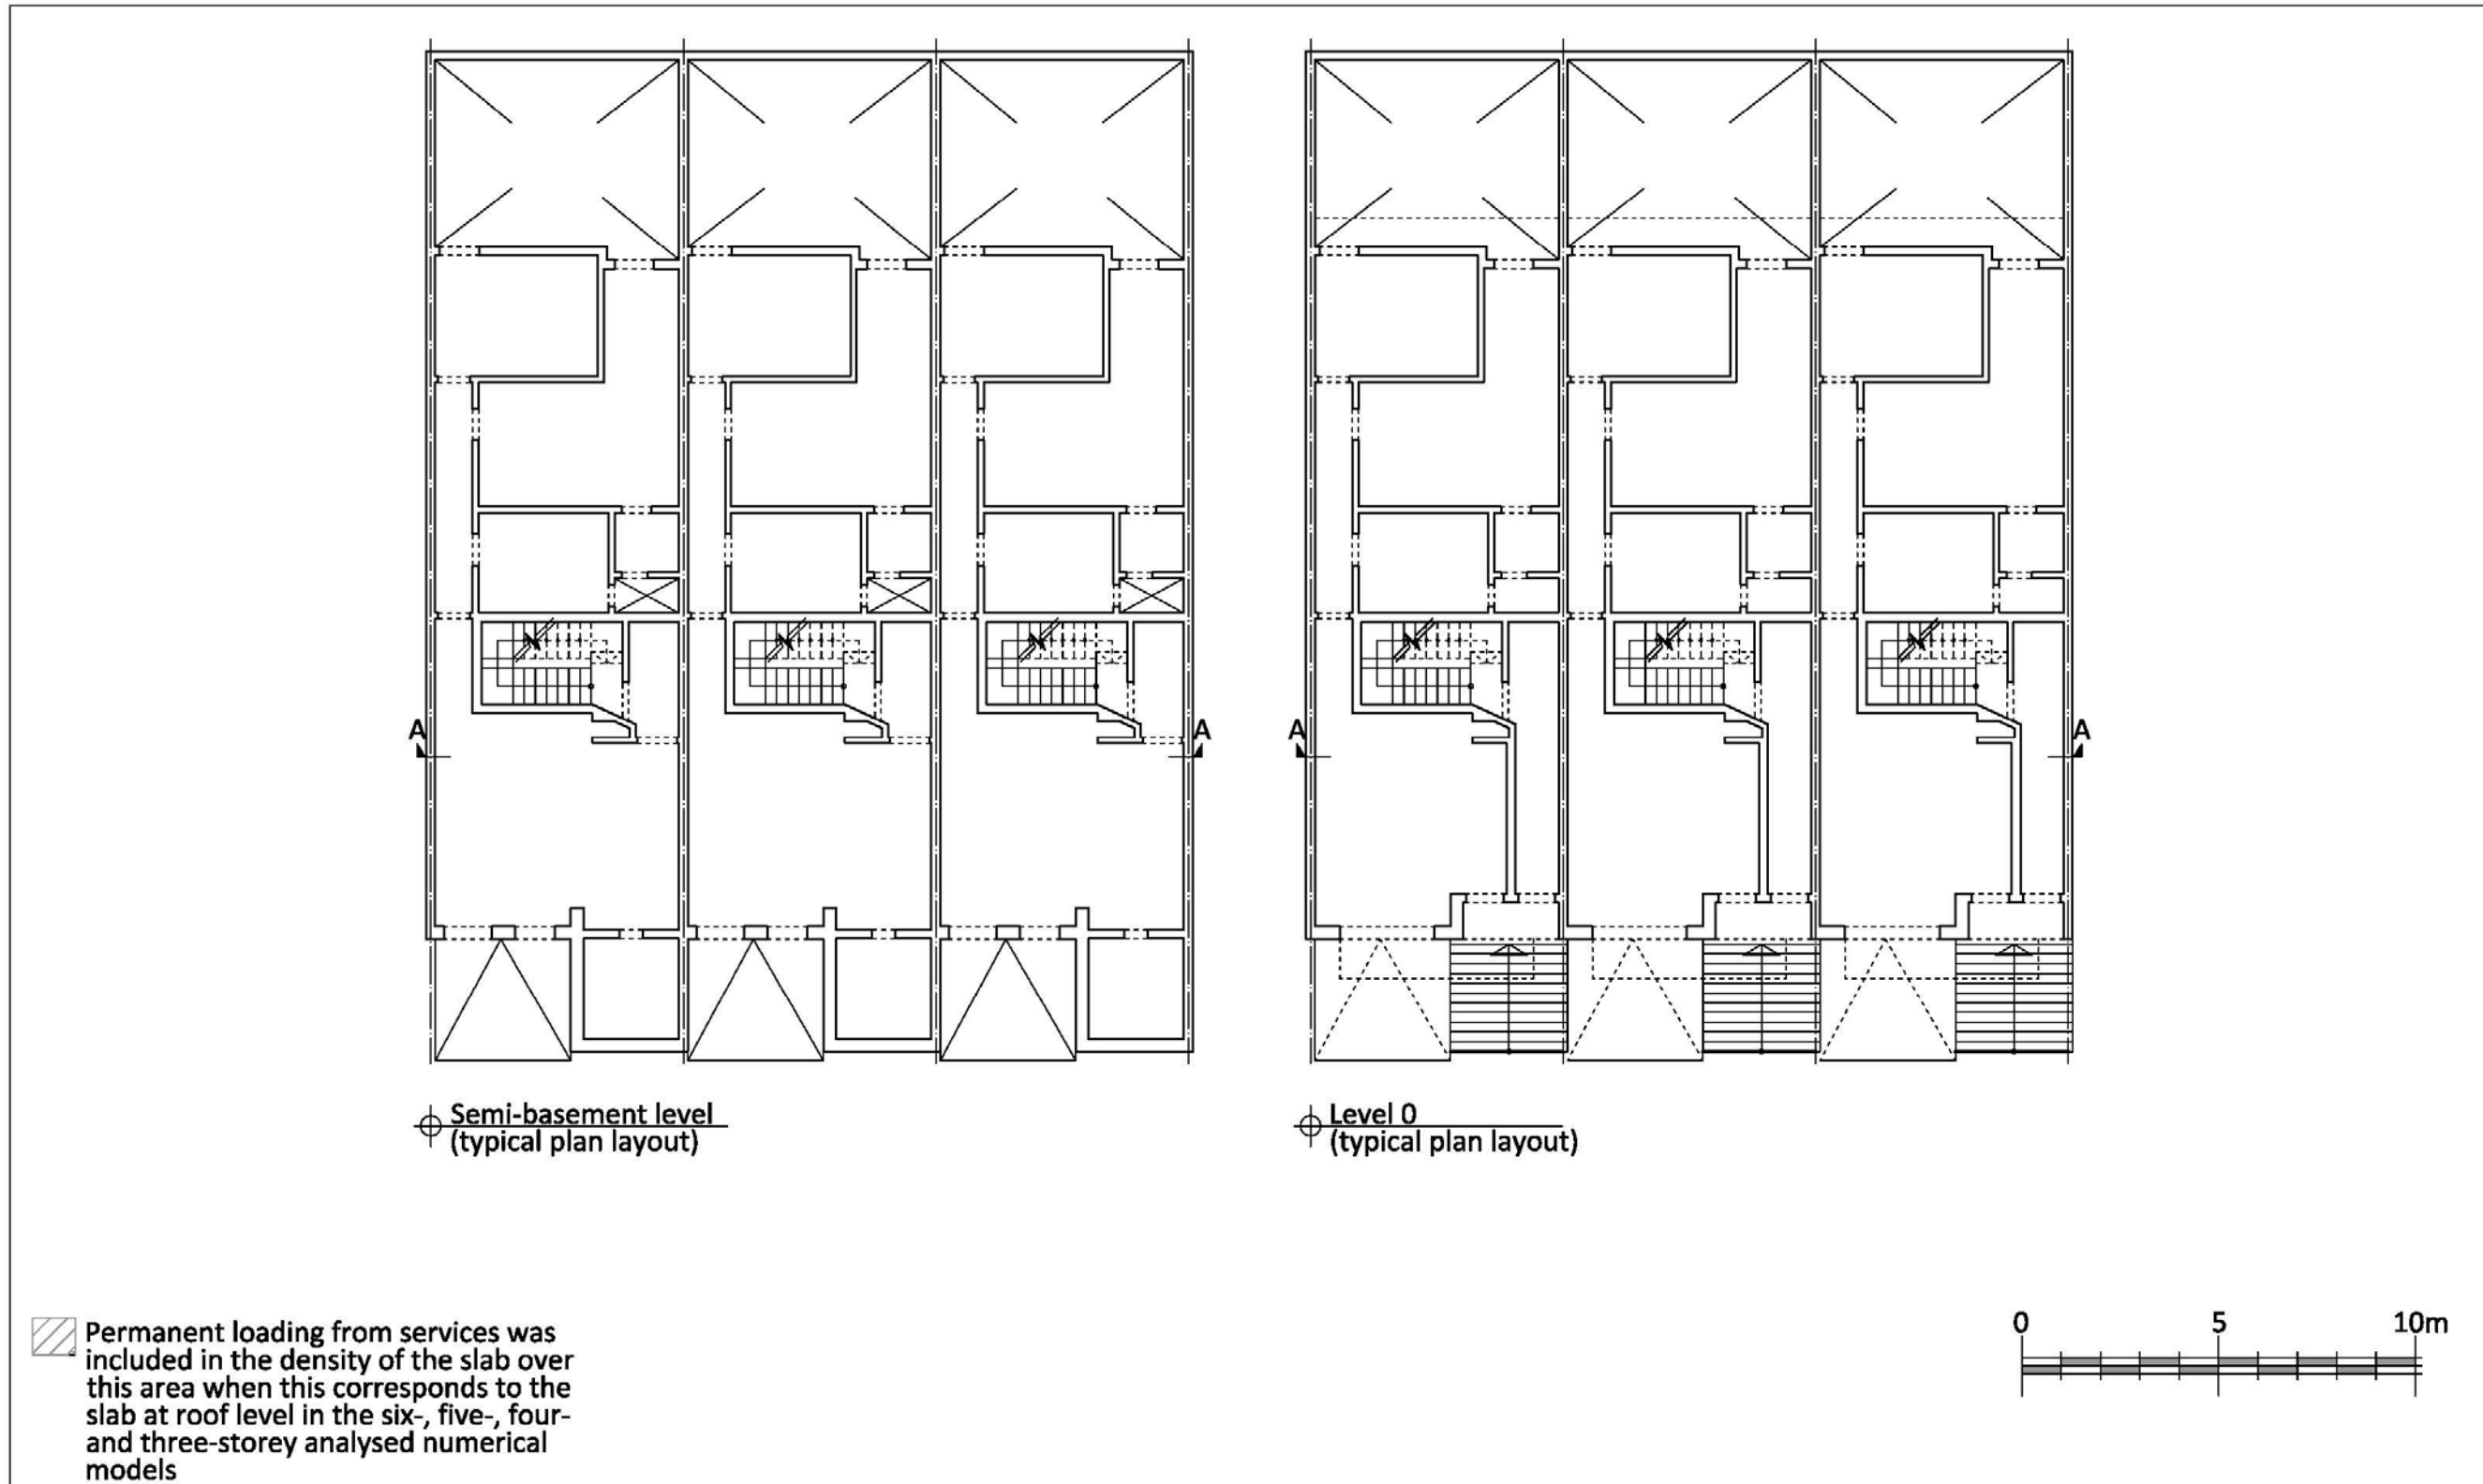 A
A
A
A
Semi-basement level
(typical plan layout)
Level 0
(typical plan layout)
Permanent loading from services was
included in the density of the slab over
this area when this corresponds to the
slab at roof level in the six-, five-, four-
and three-storey analysed numerical
models
0 5 10m